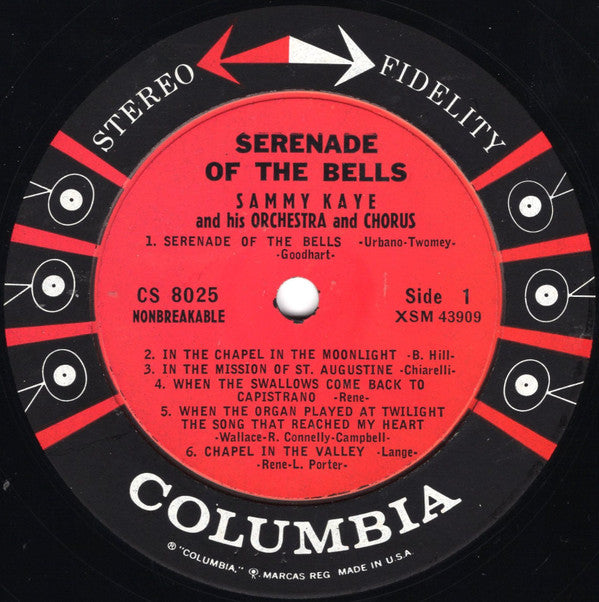 STEREO FIDELITY
SERENADE
OF THE BELLS
SAMMY KAYE
and his ORCHESTRA and CHORUS
1. SERENADE OF THE BELLS -Urbano-Twomey-
-Goodhart-
CS 8025
NONBREAKABLE
Side 1
XSM 43909
2. IN THE CHAPEL IN THE MOONLIGHT -B. Hill-
3. IN THE MISSION OF ST. AUGUSTINE -Chiarelli-
4. WHEN THE SWALLOWS COME BACK TO
CAPISTRANO -Rene-
5. WHEN THE ORGAN PLAYED AT TWILIGHT
THE SONG THAT REACHED MY HEART
-Wallace-R. Connelly-Campbell-
6. CHAPEL IN THE VALLEY -Lange-
-Rene-L. Porter-
COLUMBIA
® "COLUMBIA," ®, MARCAS REG MADE IN U.S.A.